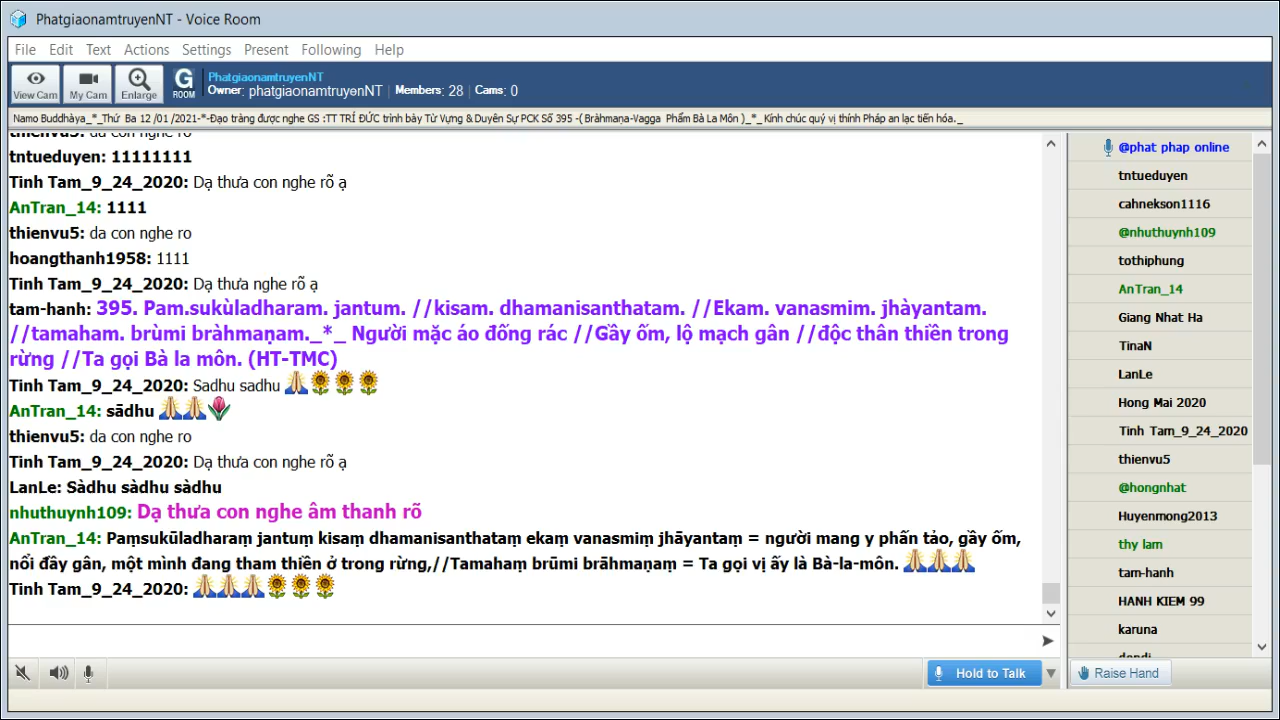 PhatgiaonamtruyenNT - Voice Room
File Edit Text Actions Settings Present Following Help
View Cam My Cam Enlarge G ROOM
PhatgiaonamtruyenNT
Owner: phatgiaonamtruyenNT Members: 28 Cams: 0
Namo Buddhàya_*_Thứ Ba 12 /01 /2021-*-Đạo tràng được nghe GS :TT TRÍ ĐỨC trình bày Từ Vựng & Duyên Sự PCK Số 395 -( Bràhmaṇa-Vagga Phẩm Bà La Môn )_*_ Kính chúc quý vị thính Pháp an lạc tiến hóa._
thienvu5: da con nghe ro
tntueduyen: 11111111
Tinh Tam_9_24_2020: Dạ thưa con nghe rõ ạ
AnTran_14: 1111
thienvu5: da con nghe ro
hoangthanh1958: 1111
Tinh Tam_9_24_2020: Dạ thưa nghe rõ ạ
tam-hanh: 395. Pam.sukùladharam. jantum. //kisam. dhamanisanthatam. //Ekam. vanasmim. jhàyantam.
//tamaham. brùmi bràhmaṇam._*_ Người mặc áo đống rác //Gầy ốm, lộ mạch gân //độc thân thiền trong
rừng //Ta gọi Bà la môn. (HT-TMC)
Tinh Tam_9_24_2020: Sadhu sadhu 🙏🌻🌻🌻
AnTran_14: sādhu 🙏🙏🌷
thienvu5: da con nghe ro
Tinh Tam_9_24_2020: Dạ thưa con nghe rõ ạ
LanLe: Sàdhu sàdhu sàdhu
nhuthuynh109: Dạ thưa con nghe âm thanh rõ
AnTran_14: Paṃsukūladharaṃ jantuṃ kisaṃ dhamanisanthataṃ ekaṃ vanasmiṃ jhāyantaṃ = người mang y phấn tảo, gầy ốm,
nổi đầy gân, một mình đang tham thiền ở trong rừng,//Tamahaṃ brūmi brāhmaṇaṃ = Ta gọi vị ấy là Bà-la-môn. 🙏🙏🙏
Tinh Tam_9_24_2020: 🙏🙏🙏🌻🌻🌻
Hold to Talk
@phat phap online
tntueduyen
cahnekson1116
@nhuthuynh109
tothiphung
AnTran_14
Giang Nhat Ha
TinaN
LanLe
Hong Mai 2020
Tinh Tam_9_24_2020
thienvu5
@hongnhat
Huyenmong2013
thy lam
tam-hanh
HANH KIEM 99
karuna
Raise Hand